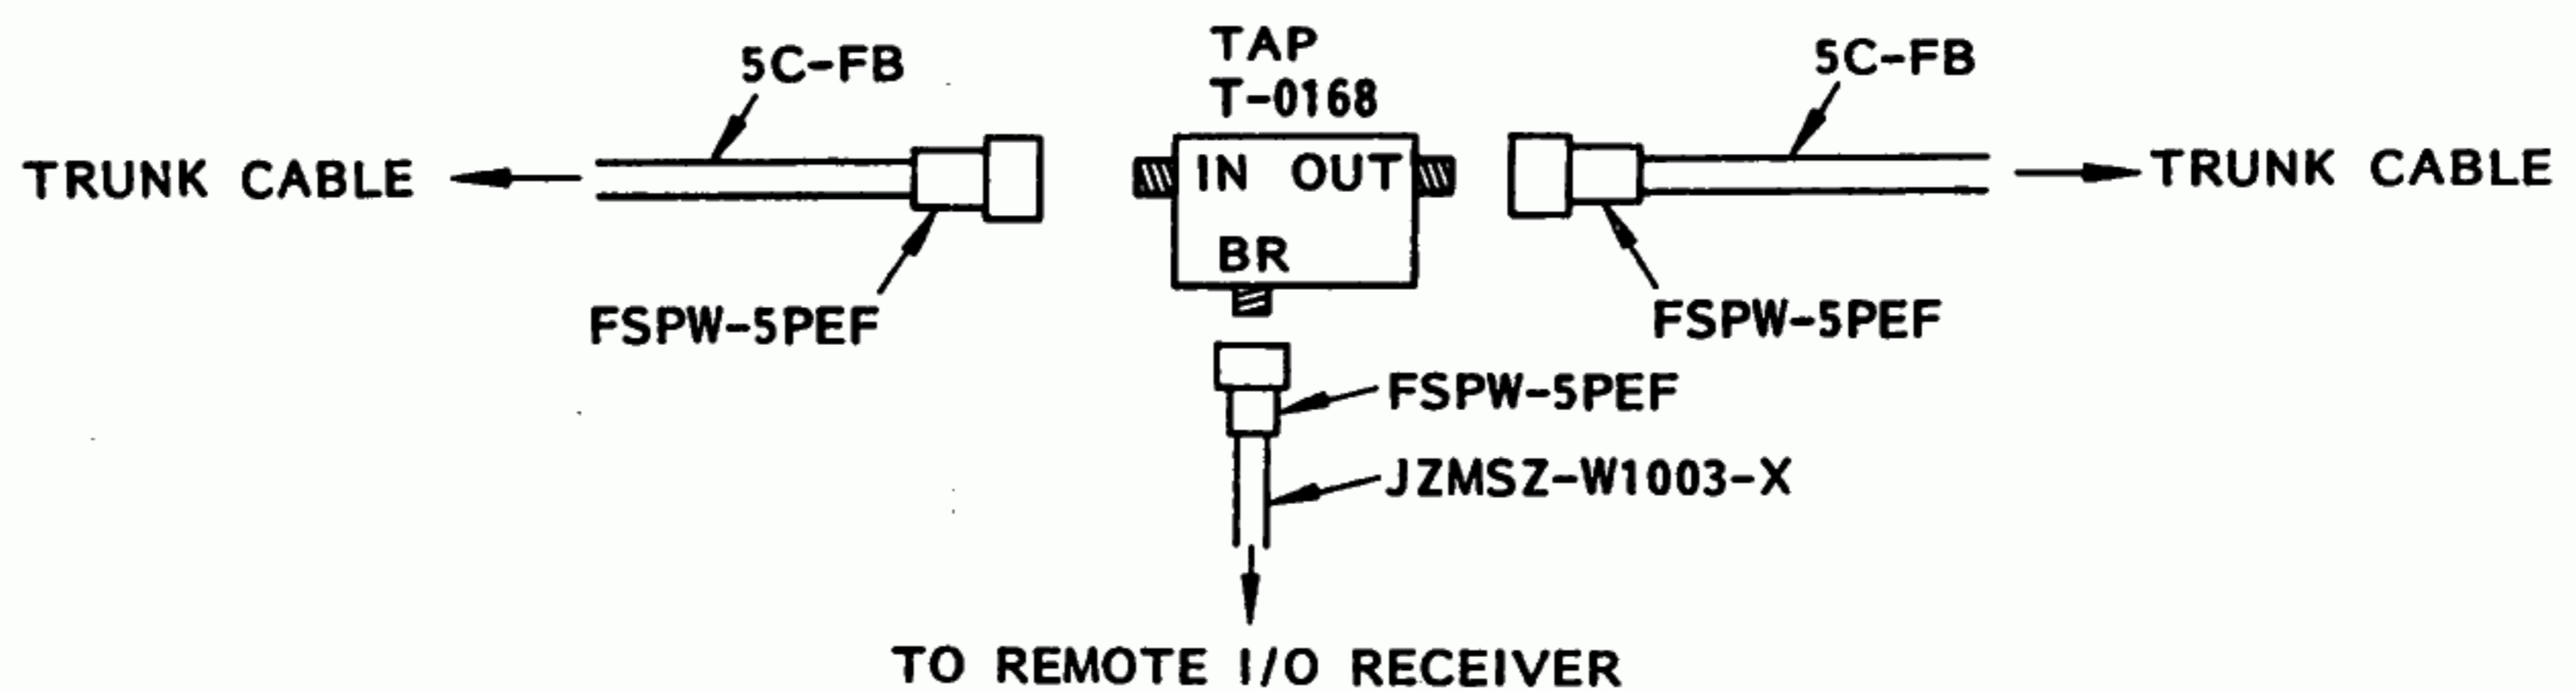 TAP
T-0168
5C-FB
5C-FB
TRUNK CABLE
IN OUT
TRUNK CABLE
BR
FSPW-5PEF
FSPW-5PEF
FSPW-5PEF
JZMSZ-W1003-X
TO REMOTE I/O RECEIVER